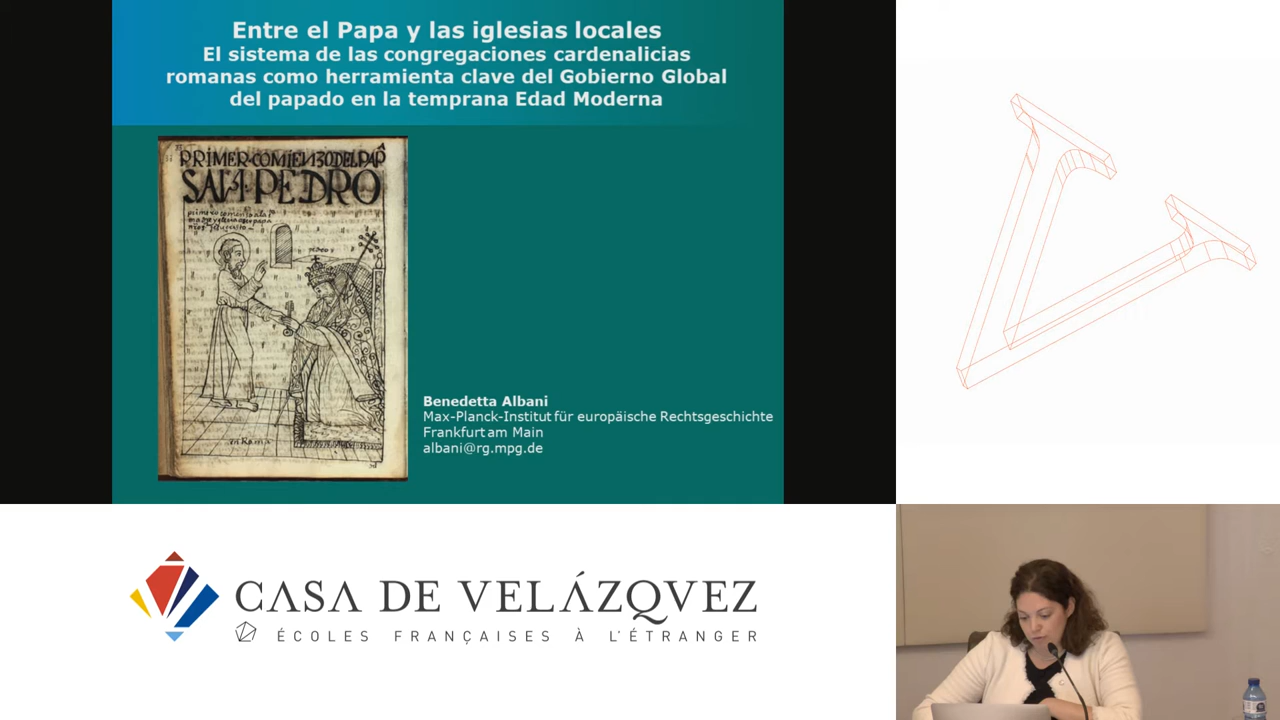 Entre el Papa y las iglesias locales
El sistema de las congregaciones cardenalicias
romanas como herramienta clave del Gobierno Global
del papado en la temprana Edad Moderna
PRIMER COMIENZO DEL PAPA
SAN PEDRO
Benedetta Albani
Max-Planck-Institut für europäische Rechtsgeschichte
Frankfurt am Main
albani@rg.mpg.de
CASA DE VELÁZQVEZ
ÉCOLES FRANÇAISES À L'ÉTRANGER